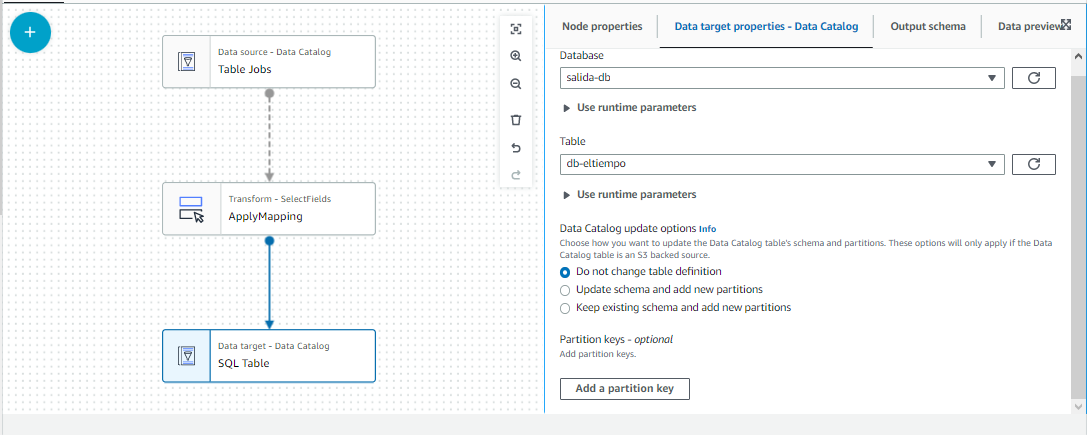 +
Data source - Data Catalog
Table Jobs
Transform - SelectFields
ApplyMapping
Data target - Data Catalog
SQL Table
Node properties
Data target properties - Data Catalog
Output schema
Data preview
Database
salida-db
Use runtime parameters
Table
db-eltiempo
Use runtime parameters
Data Catalog update options Info
Choose how you want to update the Data Catalog table's schema and partitions. These options will only apply if the Data
Catalog table is an S3 backed source.
Do not change table definition
Update schema and add new partitions
Keep existing schema and add new partitions
Partition keys - optional
Add partition keys.
Add a partition key